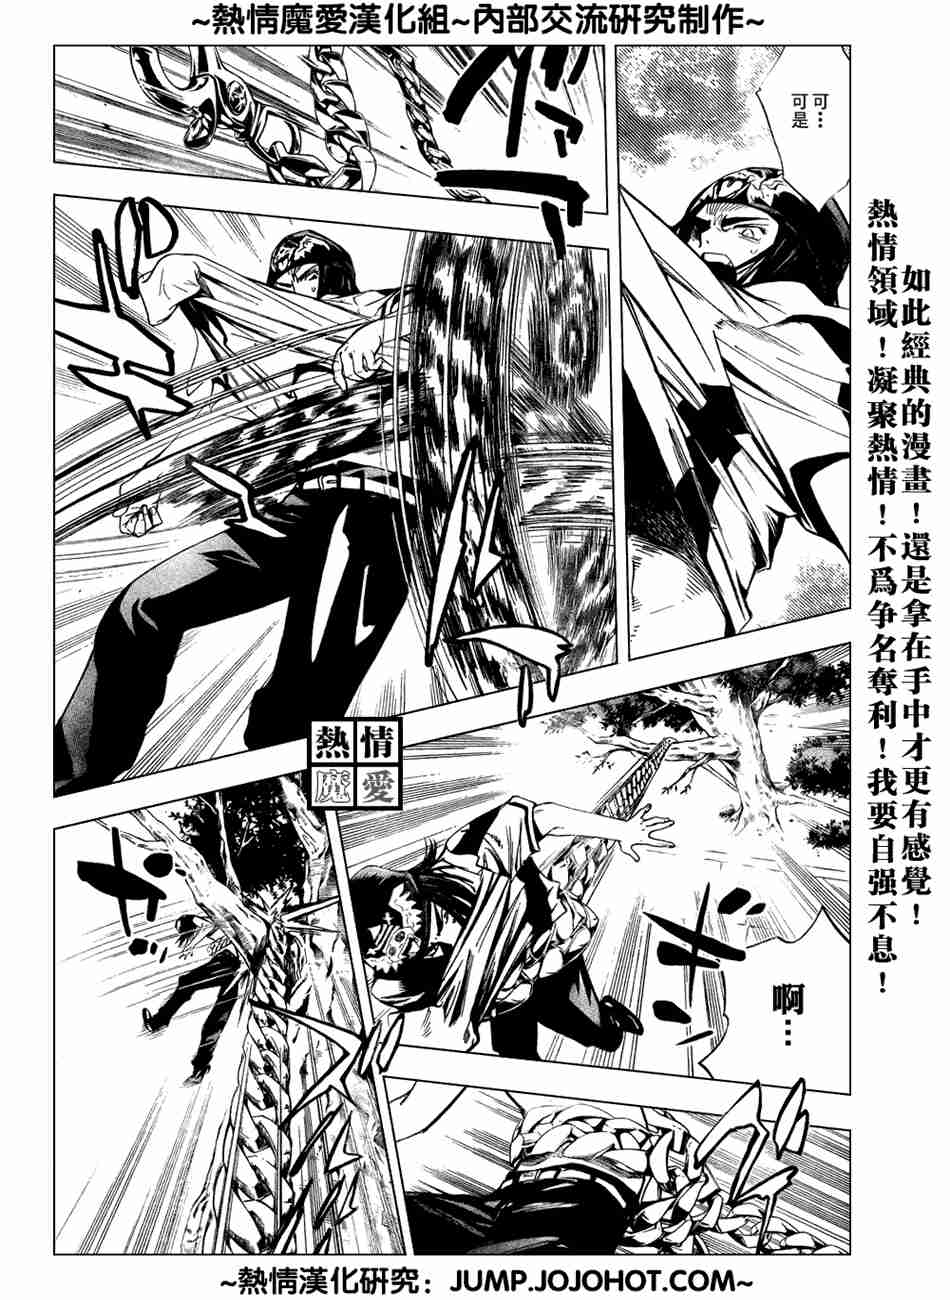 ~熱情魔愛漢化組~內部交流研究制作~
可…
可是
如此經典的漫畫！還是拿在手中才更有感覺！
熱情領域！凝聚熱情！不爲争名奪利！我要自强不息！
熱情
魔愛
啊…
~熱情漢化研究：JUMP.JOJOHOT.COM~